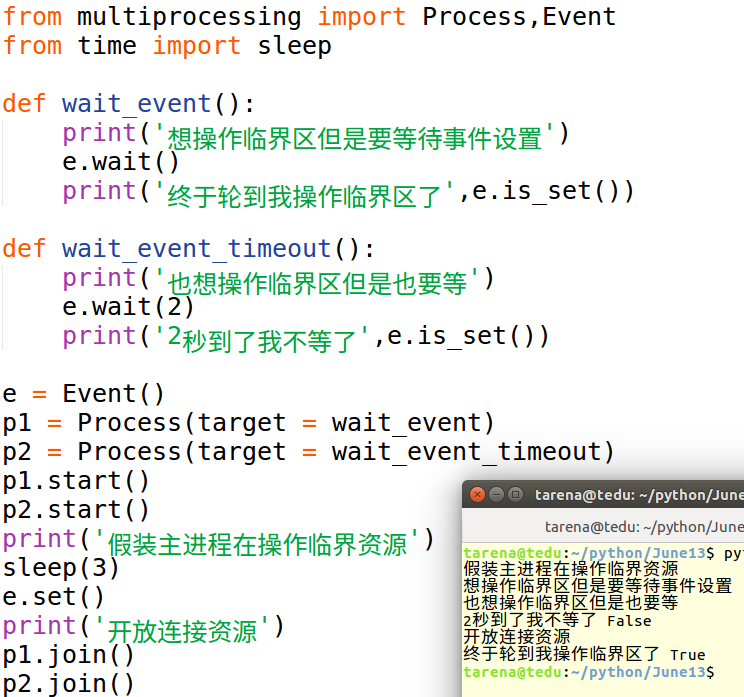 from multiprocessing import Process,Event
from time import sleep
def wait_event():
    print('想操作临界区但是要等待事件设置')
    e.wait()
    print('终于轮到我操作临界区了',e.is_set())
def wait_event_timeout():
    print('也想操作临界区但是也要等')
    e.wait(2)
    print('2秒到了我不等了',e.is_set())
e = Event()
p1 = Process(target = wait_event)
p2 = Process(target = wait_event_timeout)
p1.start()
p2.start()
print('假装主进程在操作临界资源')
sleep(3)
e.set()
print('开放连接资源')
p1.join()
p2.join()
tarena@tedu: ~/python/June
tarena@tedu: ~/python/June
tarena@tedu:~/python/June13$ pyt
假装主进程在操作临界资源
想操作临界区但是要等待事件设置
也想操作临界区但是也要等
2秒到了我不等了 False
开放连接资源
终于轮到我操作临界区了 True
tarena@tedu:~/python/June13$